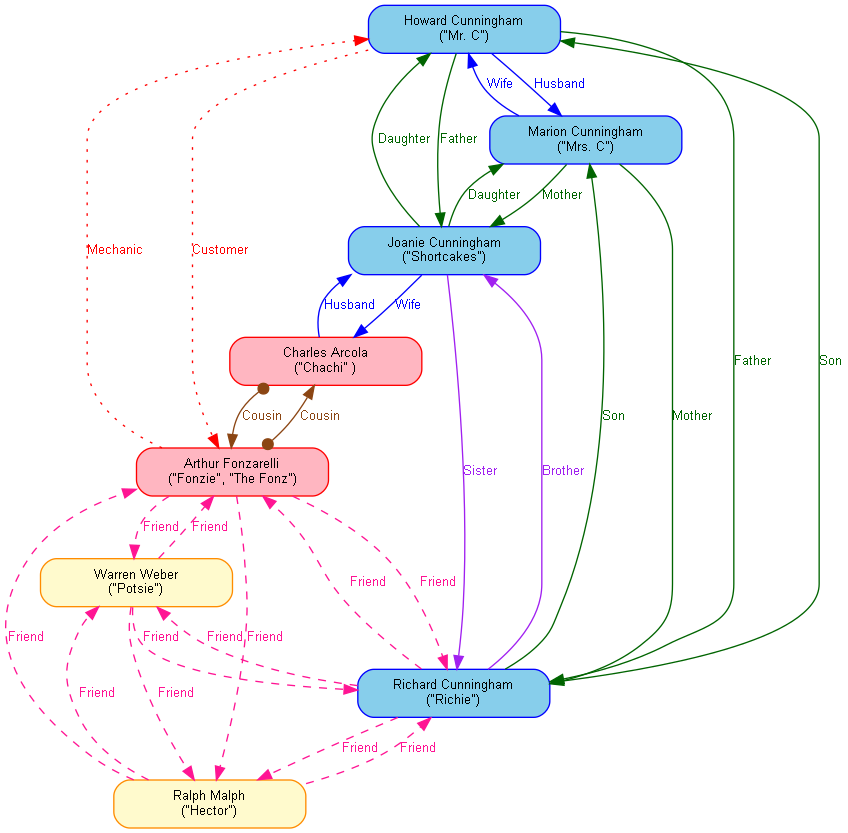 Howard Cunningham
("Mr. C")
Wife
Husband
Marion Cunningham
("Mrs. C")
Daughter
Father
Daughter
Mother
Joanie Cunningham
("Shortcakes")
Mechanic
Customer
Husband
Wife
Charles Arcola
("Chachi" )
Father
Son
Cousin
Cousin
Son
Mother
Arthur Fonzarelli
("Fonzie", "The Fonz")
Sister
Brother
Friend
Friend
Warren Weber
("Potsie")
Friend
Friend
Friend
Friend
Friend
Friend
Richard Cunningham
("Richie")
Friend
Friend
Friend
Friend
Ralph Malph
("Hector")